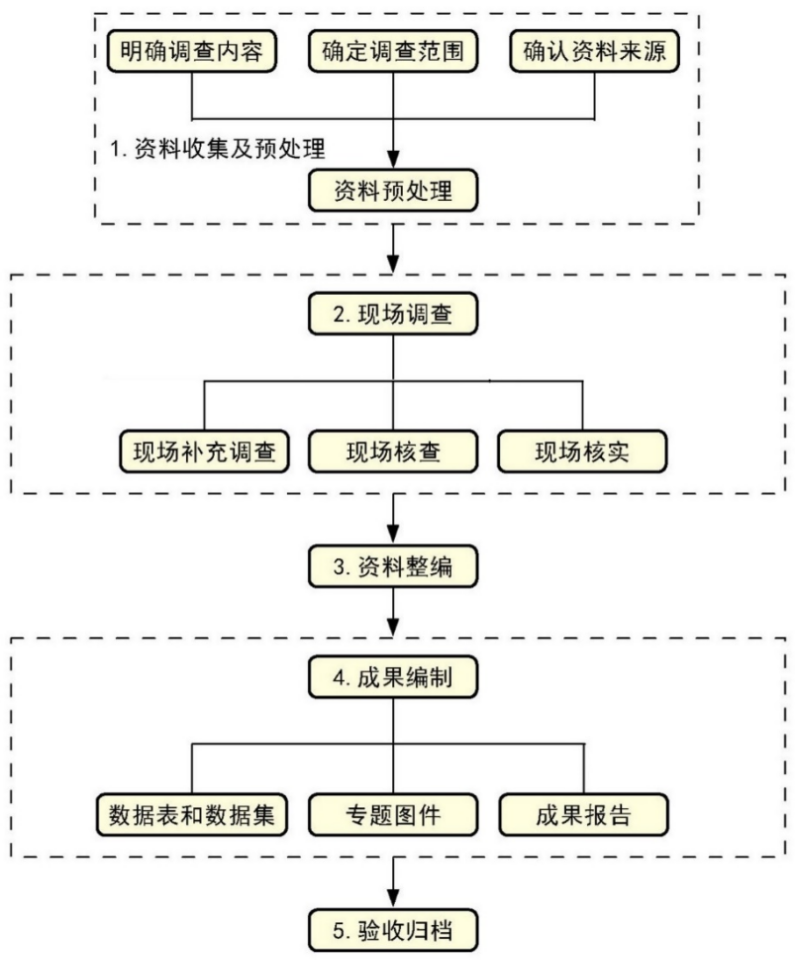 明确调查内容
确定调查范围
确认资料来源
1.资料收集及预处理
资料预处理
2.现场调查
现场补充调查
现场核查
现场核实
3.资料整编
4.成果编制
数据表和数据集
专题图件
成果报告
5.验收归档